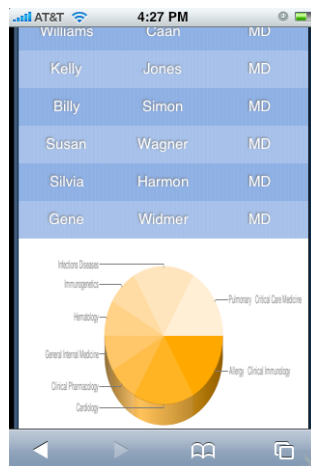 AT&T 4:27 PM
Williams Caan MD
Kelly Jones MD
Billy Simon MD
Susan Wagner MD
Silvia Harmon MD
Gene Widmer MD
Infections Diseases
Immunogenetics
Pulmonary Critical Care Medicine
Hematology
General Internal Medicine
Allergy Clinical Immunology
Clinical Pharmacology
Cardiology